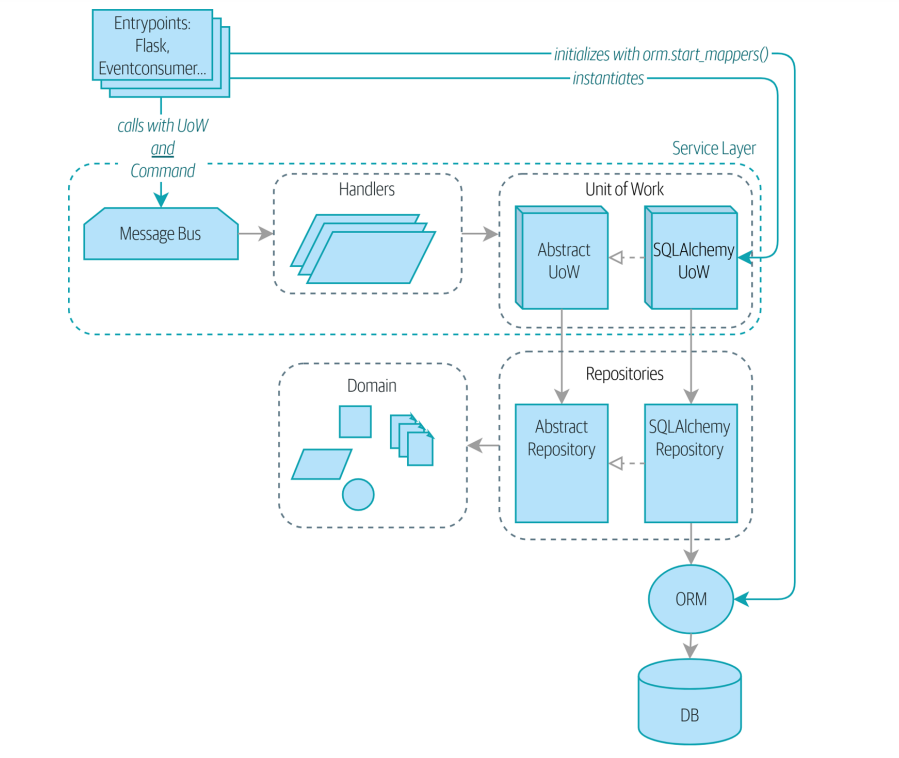 Entrypoints:
Flask,
Eventconsumer...
initializes with orm.start_mappers()
instantiates
calls with UoW
and
Command
Service Layer
Message Bus
Handlers
Unit of Work
Abstract
UoW
SQLAlchemy
UoW
Domain
Repositories
Abstract
Repository
SQLAlchemy
Repository
ORM
DB